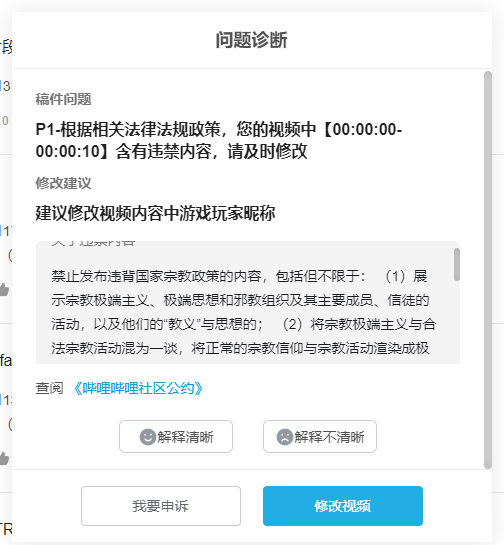 问题诊断
稿件问题
P1-根据相关法律法规政策，您的视频中【00:00:00-
00:00:10】含有违禁内容，请及时修改
修改建议
建议修改视频内容中游戏玩家昵称
关于违禁内容
禁止发布违背国家宗教政策的内容，包括但不限于：（1）展
示宗教极端主义、极端思想和邪教组织及其主要成员、信徒的
活动，以及他们的“教义”与思想的；（2）将宗教极端主义与合
法宗教活动混为一谈，将正常的宗教信仰与宗教活动渲染成极
查阅 《哔哩哔哩社区公约》
解释清晰 解释不清晰
我要申诉 修改视频